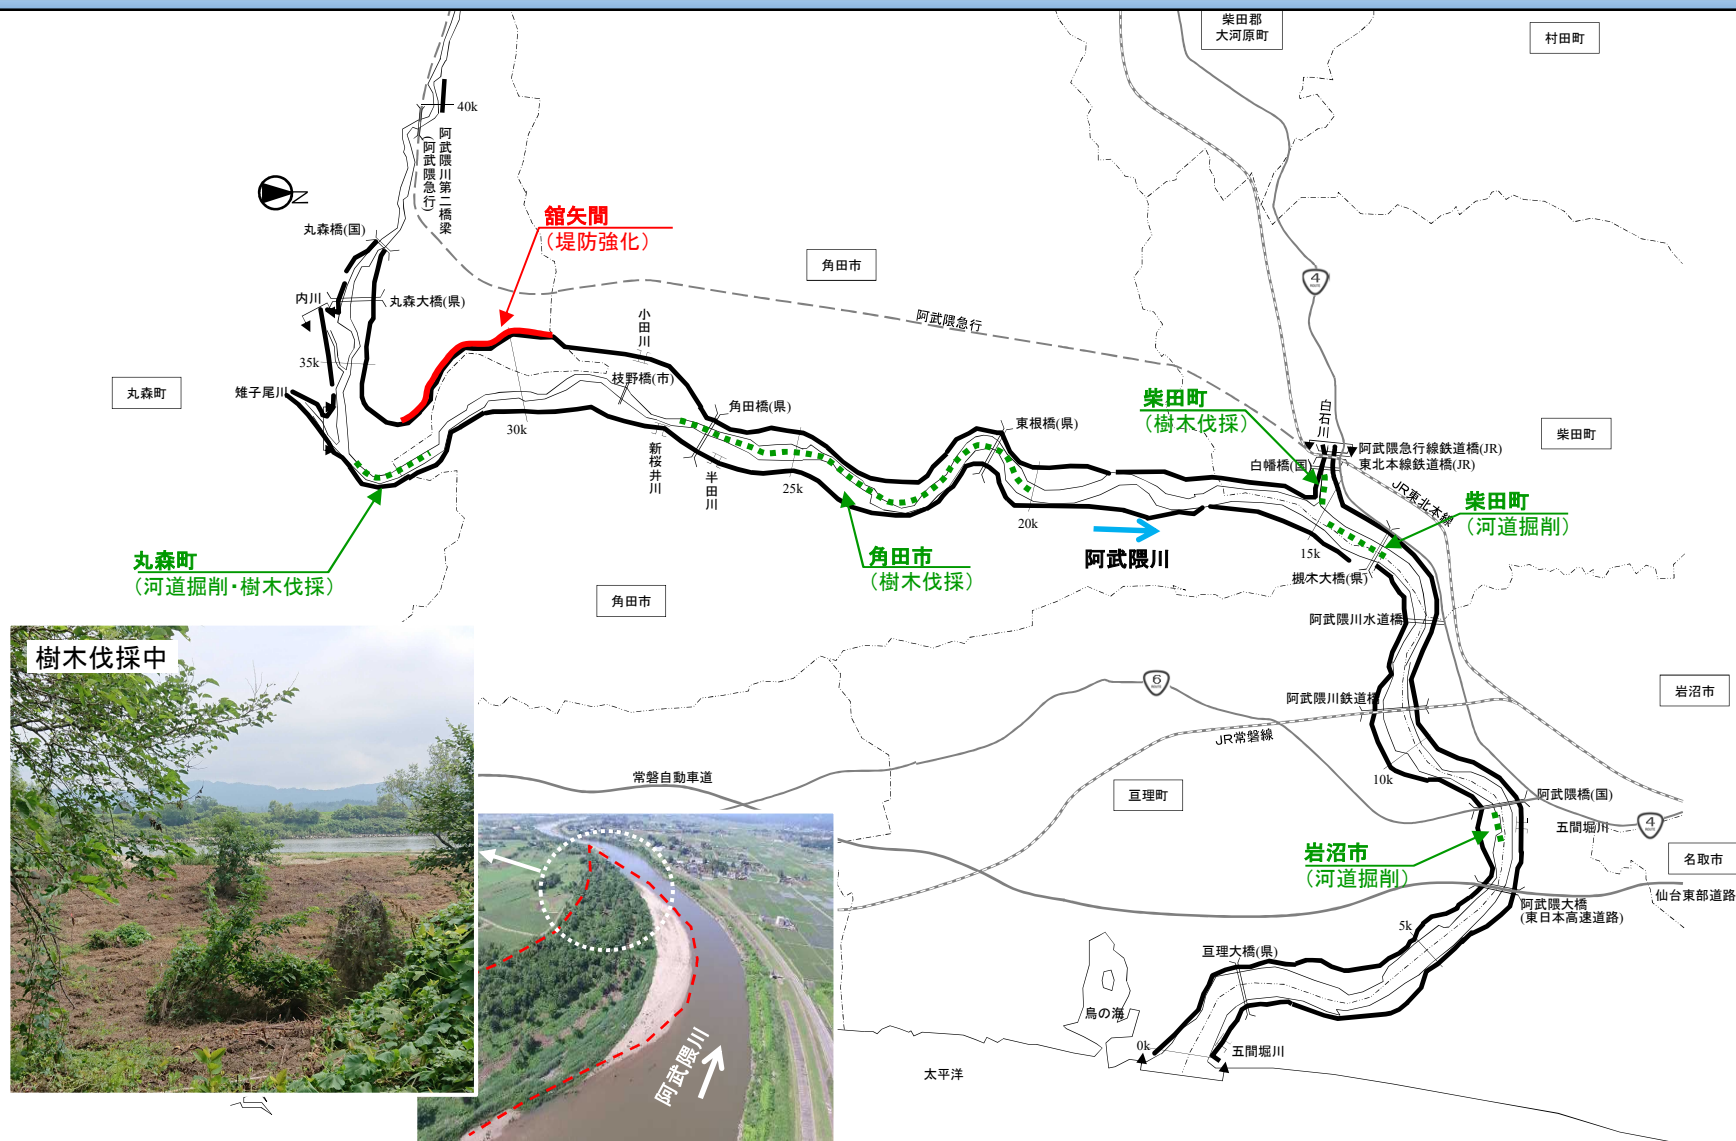 柴田郡
大河原町
村田町
40k
阿武隈川第二橋梁
(阿武隈急行)
N
丸森橋(国)
舘矢間
（堤防強化）
角田市
4
内川
丸森大橋(県)
小田川
阿武隈急行
35k
枝野橋(市)
丸森町
雉子尾川
角田橋(県)
30k
東根橋(県)
柴田町
（樹木伐採）
白石川
柴田町
阿武隈急行線鉄道橋(JR)
白幡橋(国)
東北本線鉄道橋(JR)
新桜井川
半田川
25k
JR東北本線
20k
柴田町
（河道掘削）
丸森町
（河道掘削・樹木伐採）
角田市
（樹木伐採）
阿武隈川
15k
槻木大橋(県)
角田市
阿武隈川水道橋
樹木伐採中
6
阿武隈川鉄道橋
岩沼市
JR常磐線
常磐自動車道
10k
亘理町
阿武隈橋(国)
五間堀川
4
岩沼市
（河道掘削）
名取市
仙台東部道路
阿武隈大橋
(東日本高速道路)
5k
亘理大橋(県)
鳥の海
0k
五間堀川
太平洋
阿武隈川